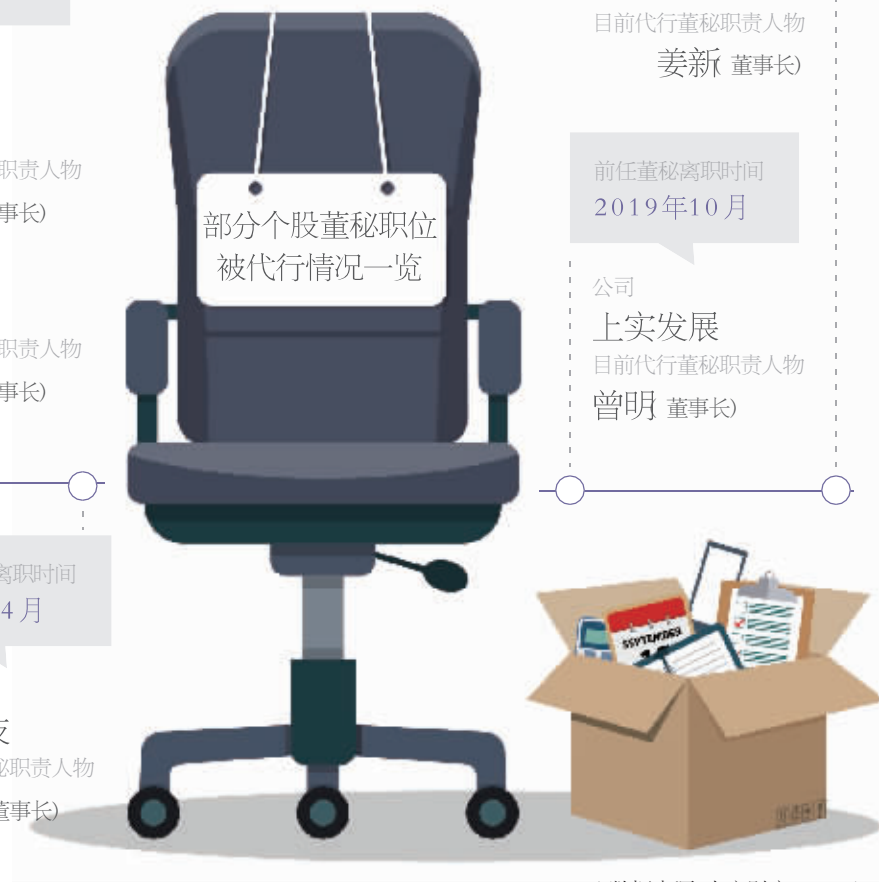 目前代行董秘职责人物
姜新( 董事长)
职责人物
事长)
前任董秘离职时间
2019年10月
部分个股董秘职位
被代行情况一览
公司
上实发展
目前代行董秘职责人物
曾明( 董事长)
职责人物
事长)
离职时间
4月
SEPTEMBER
秘职责人物
董事长)